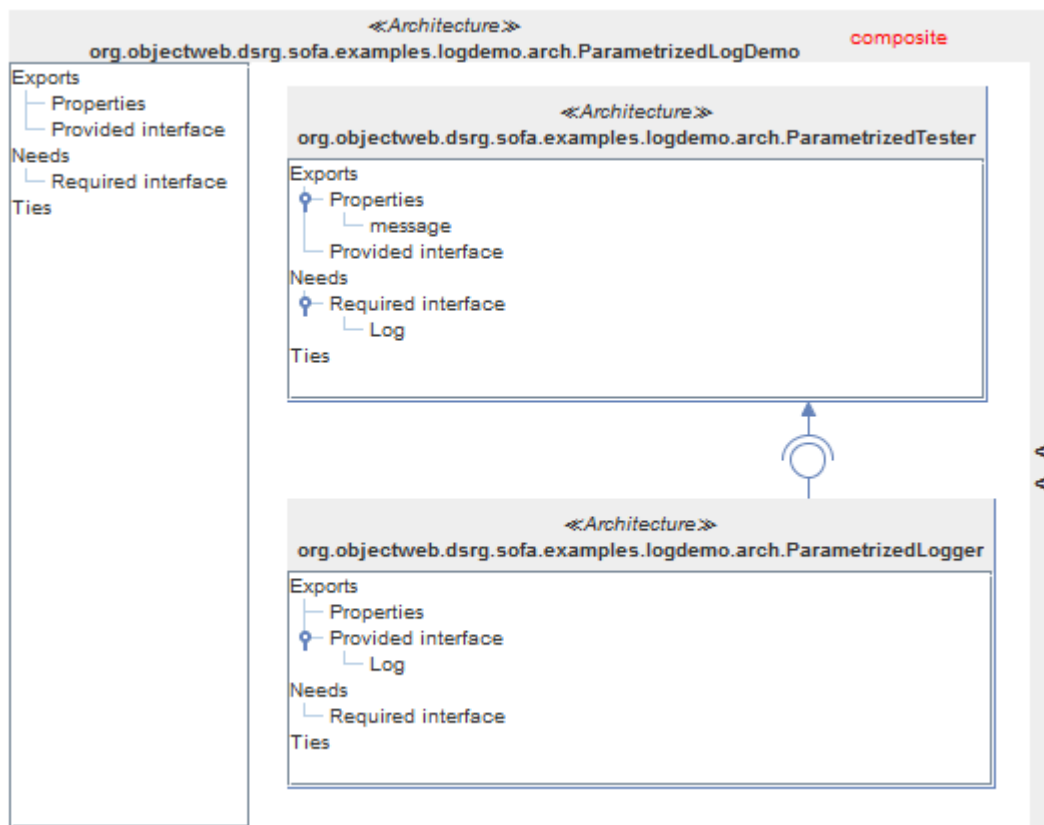 ≪Architecture≫
org.objectweb.dsrg.sofa.examples.logdemo.arch.ParametrizedLogDemo
composite
Exports
Properties
Provided interface
Needs
Required interface
Ties
≪Architecture≫
org.objectweb.dsrg.sofa.examples.logdemo.arch.ParametrizedTester
Exports
Properties
message
Provided interface
Needs
Required interface
Log
Ties
≪Architecture≫
org.objectweb.dsrg.sofa.examples.logdemo.arch.ParametrizedLogger
Exports
Properties
Provided interface
Log
Needs
Required interface
Ties
<
<